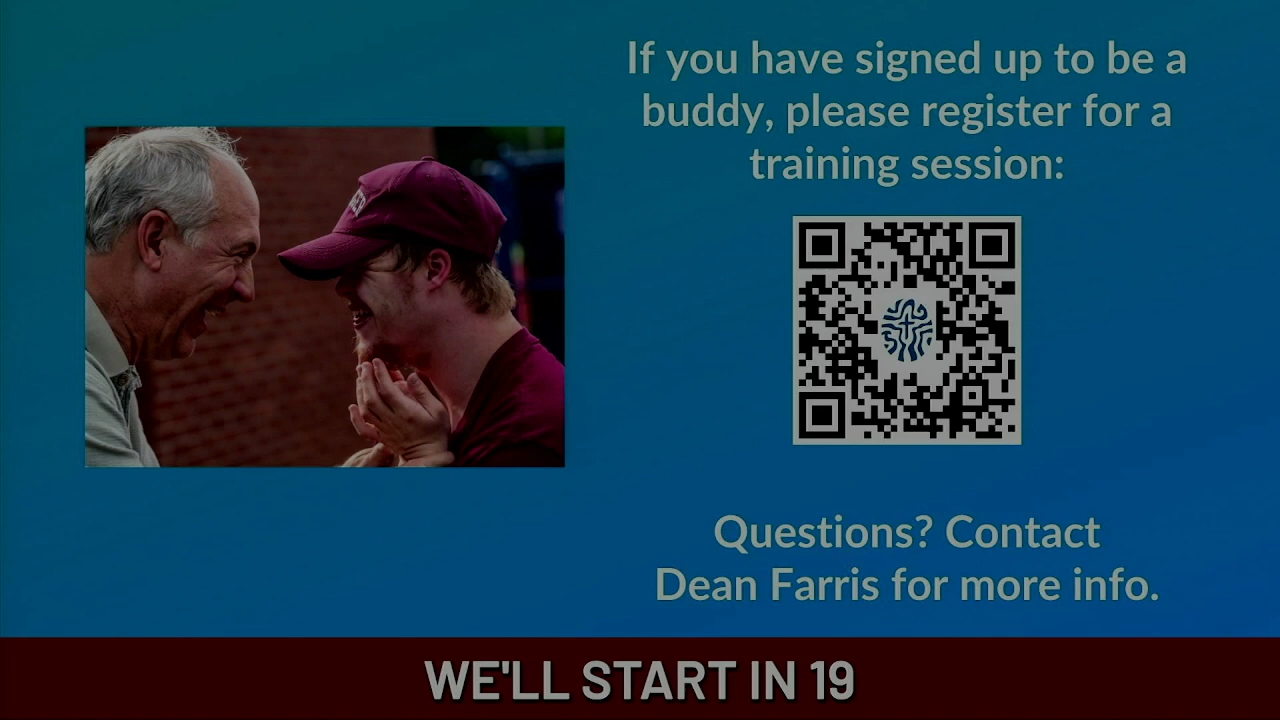 If you have signed up to be a
buddy, please register for a
training session:
Questions? Contact
Dean Farris for more info.
WE'LL START IN 19